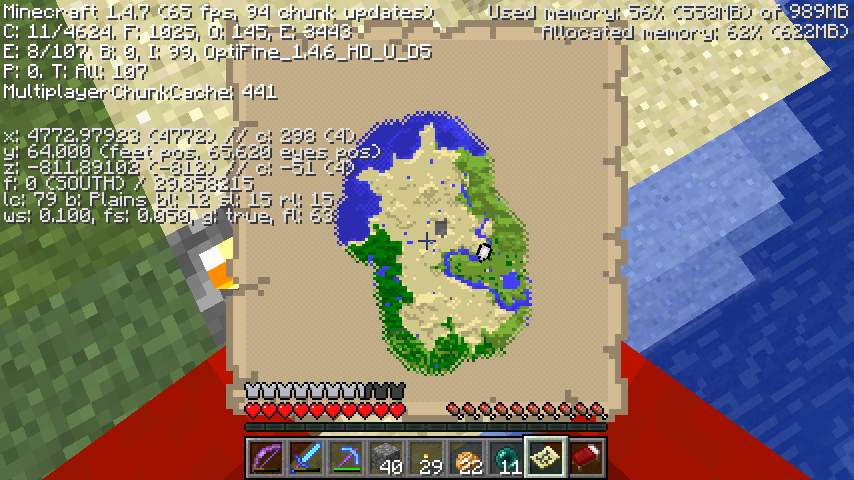 Minecraft 1.4.7 (65 fps, 94 chunk updates)
Used memory: 56% (558MB) of 989MB
C: 11/4624, F: 1025, O: 145, E: 3443
Allocated memory: 62% (622MB)
E: 8/107, B: 0, I: 99, OptiFine_1.4.6_HD_U_D5
P: 0, T: All: 107
MultiplayerChunkCache: 441
x: 4772.97923 (4772) // c: 298 (4)
y: 64.000 (feet pos, 65.620 eyes pos)
z: -811.89102 (-812) // c: -51 (4)
f: 0 (SOUTH) / 29.858215
lc: 79 b: Plains bl: 12 sl: 15 rl: 15
ws: 0.100, fs: 0.050, g: true, fl: 63
40
29
22
11